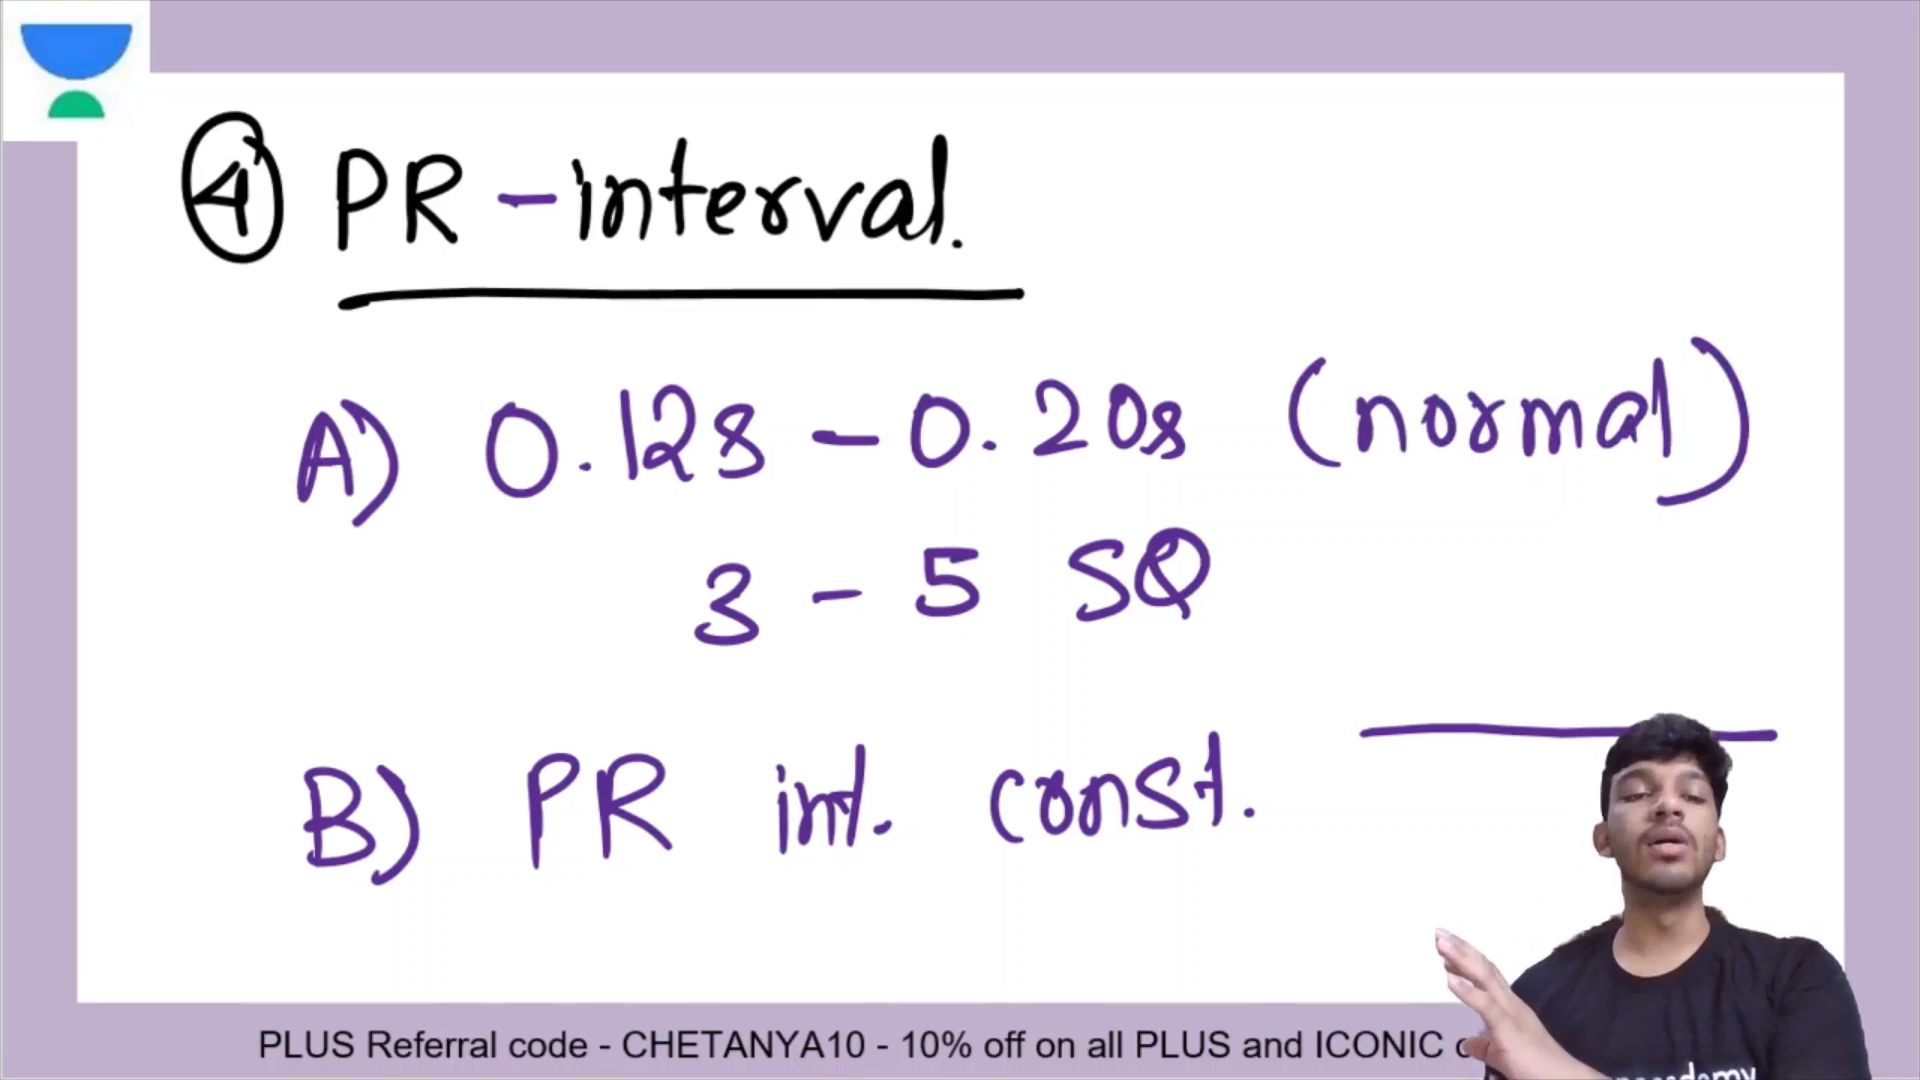 4 PR - interval.
A) 0.12s - 0.20s (normal)
3 - 5 SQ
B) PR int. const.
PLUS Referral code - CHETANYA10 - 10% off on all PLUS and ICONIC